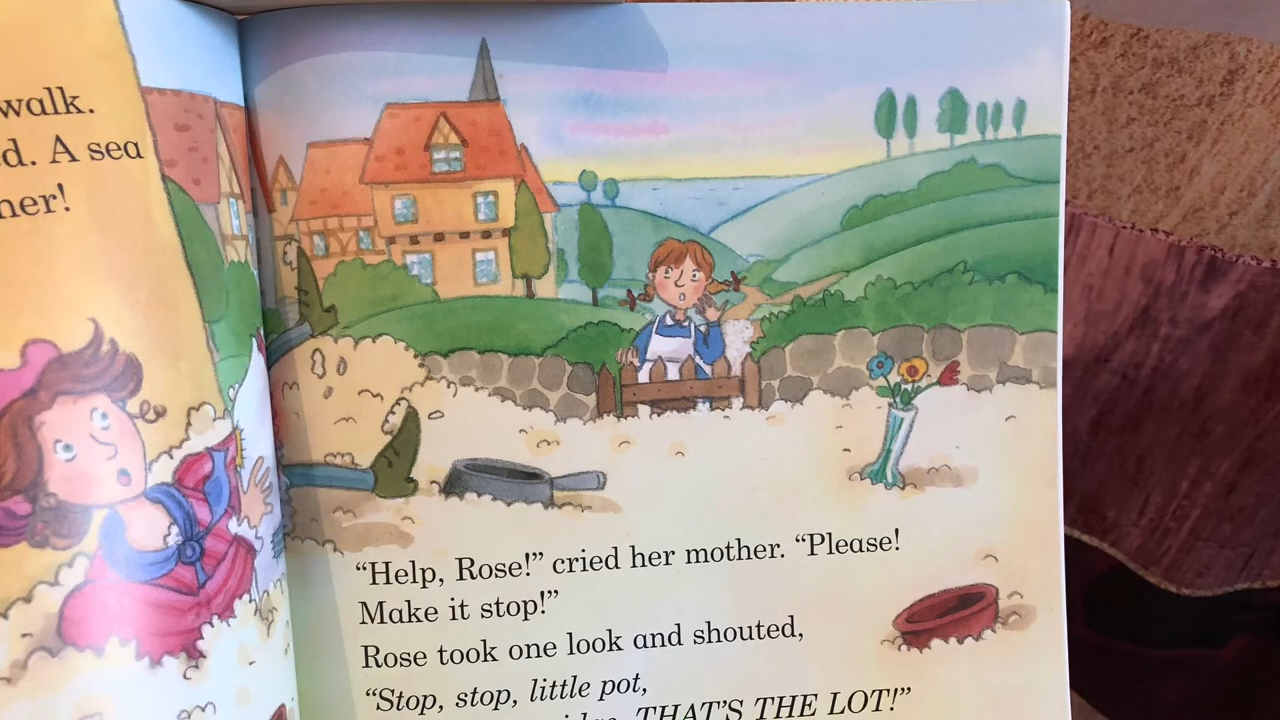 walk.
d. A sea
her!
“Help, Rose!” cried her mother. “Please!
Make it stop!”
Rose took one look and shouted,
“Stop, stop, little pot,
THAT’S THE LOT!”